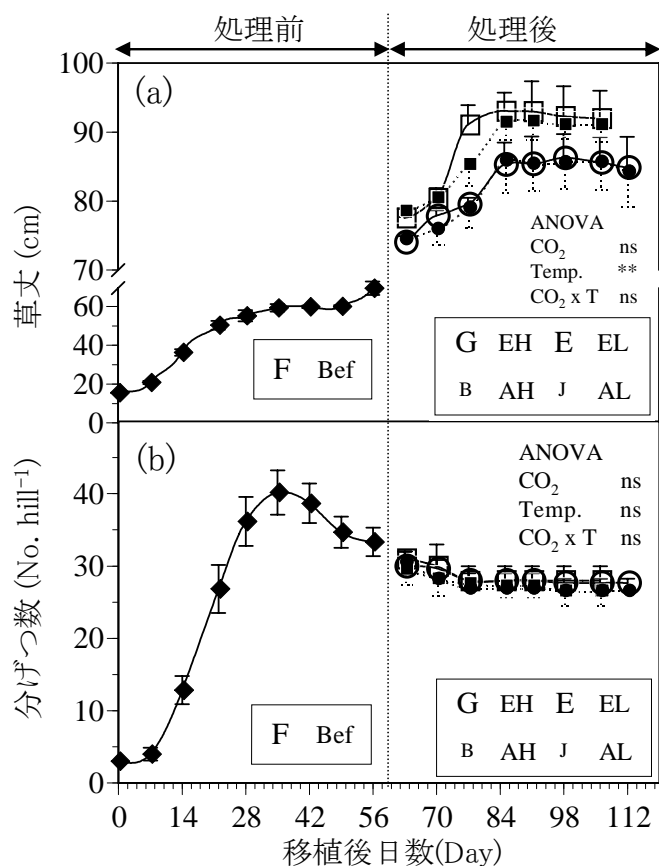 処理前 処理後
(a)
100
90
80
70
60
40
20
0
草丈 (cm)
ANOVA
CO2 ns
Temp. **
CO2 x T ns
F Bef
G EH E EL
B AH J AL
(b)
40
30
20
10
0
分げつ数 (No. hill⁻¹)
ANOVA
CO2 ns
Temp. ns
CO2 x T ns
F Bef
G EH E EL
B AH J AL
0 14 28 42 56 70 84 98 112
移植後日数(Day)